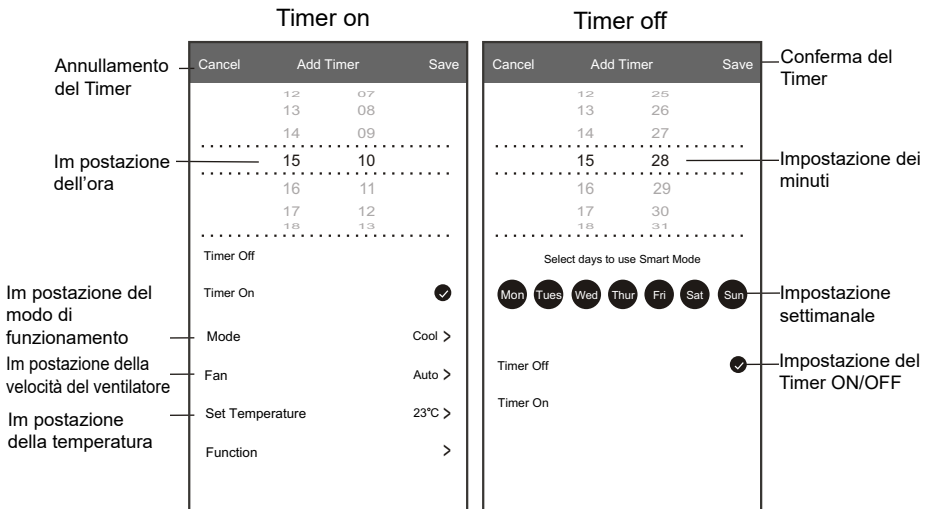 Timer on
Timer off
Annullamento
del Timer
Im postazione
dell'ora
Im postazione del
modo di
funzionamento
Im postazione della
velocità del ventilatore
Im postazione
della temperatura
Cancel Add Timer Save
12 07
13 08
14 09
15 10
16 11
17 12
18 13
Timer Off
Timer On
Mode Cool >
Fan Auto >
Set Temperature 23°C >
Function >
Cancel Add Timer Save
12 25
13 26
14 27
15 28
16 29
17 30
18 31
Select days to use Smart Mode
Mon Tues Wed Thur Fri Sat Sun
Timer Off
Timer On
Conferma del
Timer
Impostazione dei
minuti
Impostazione
settimanale
Impostazione del
Timer ON/OFF